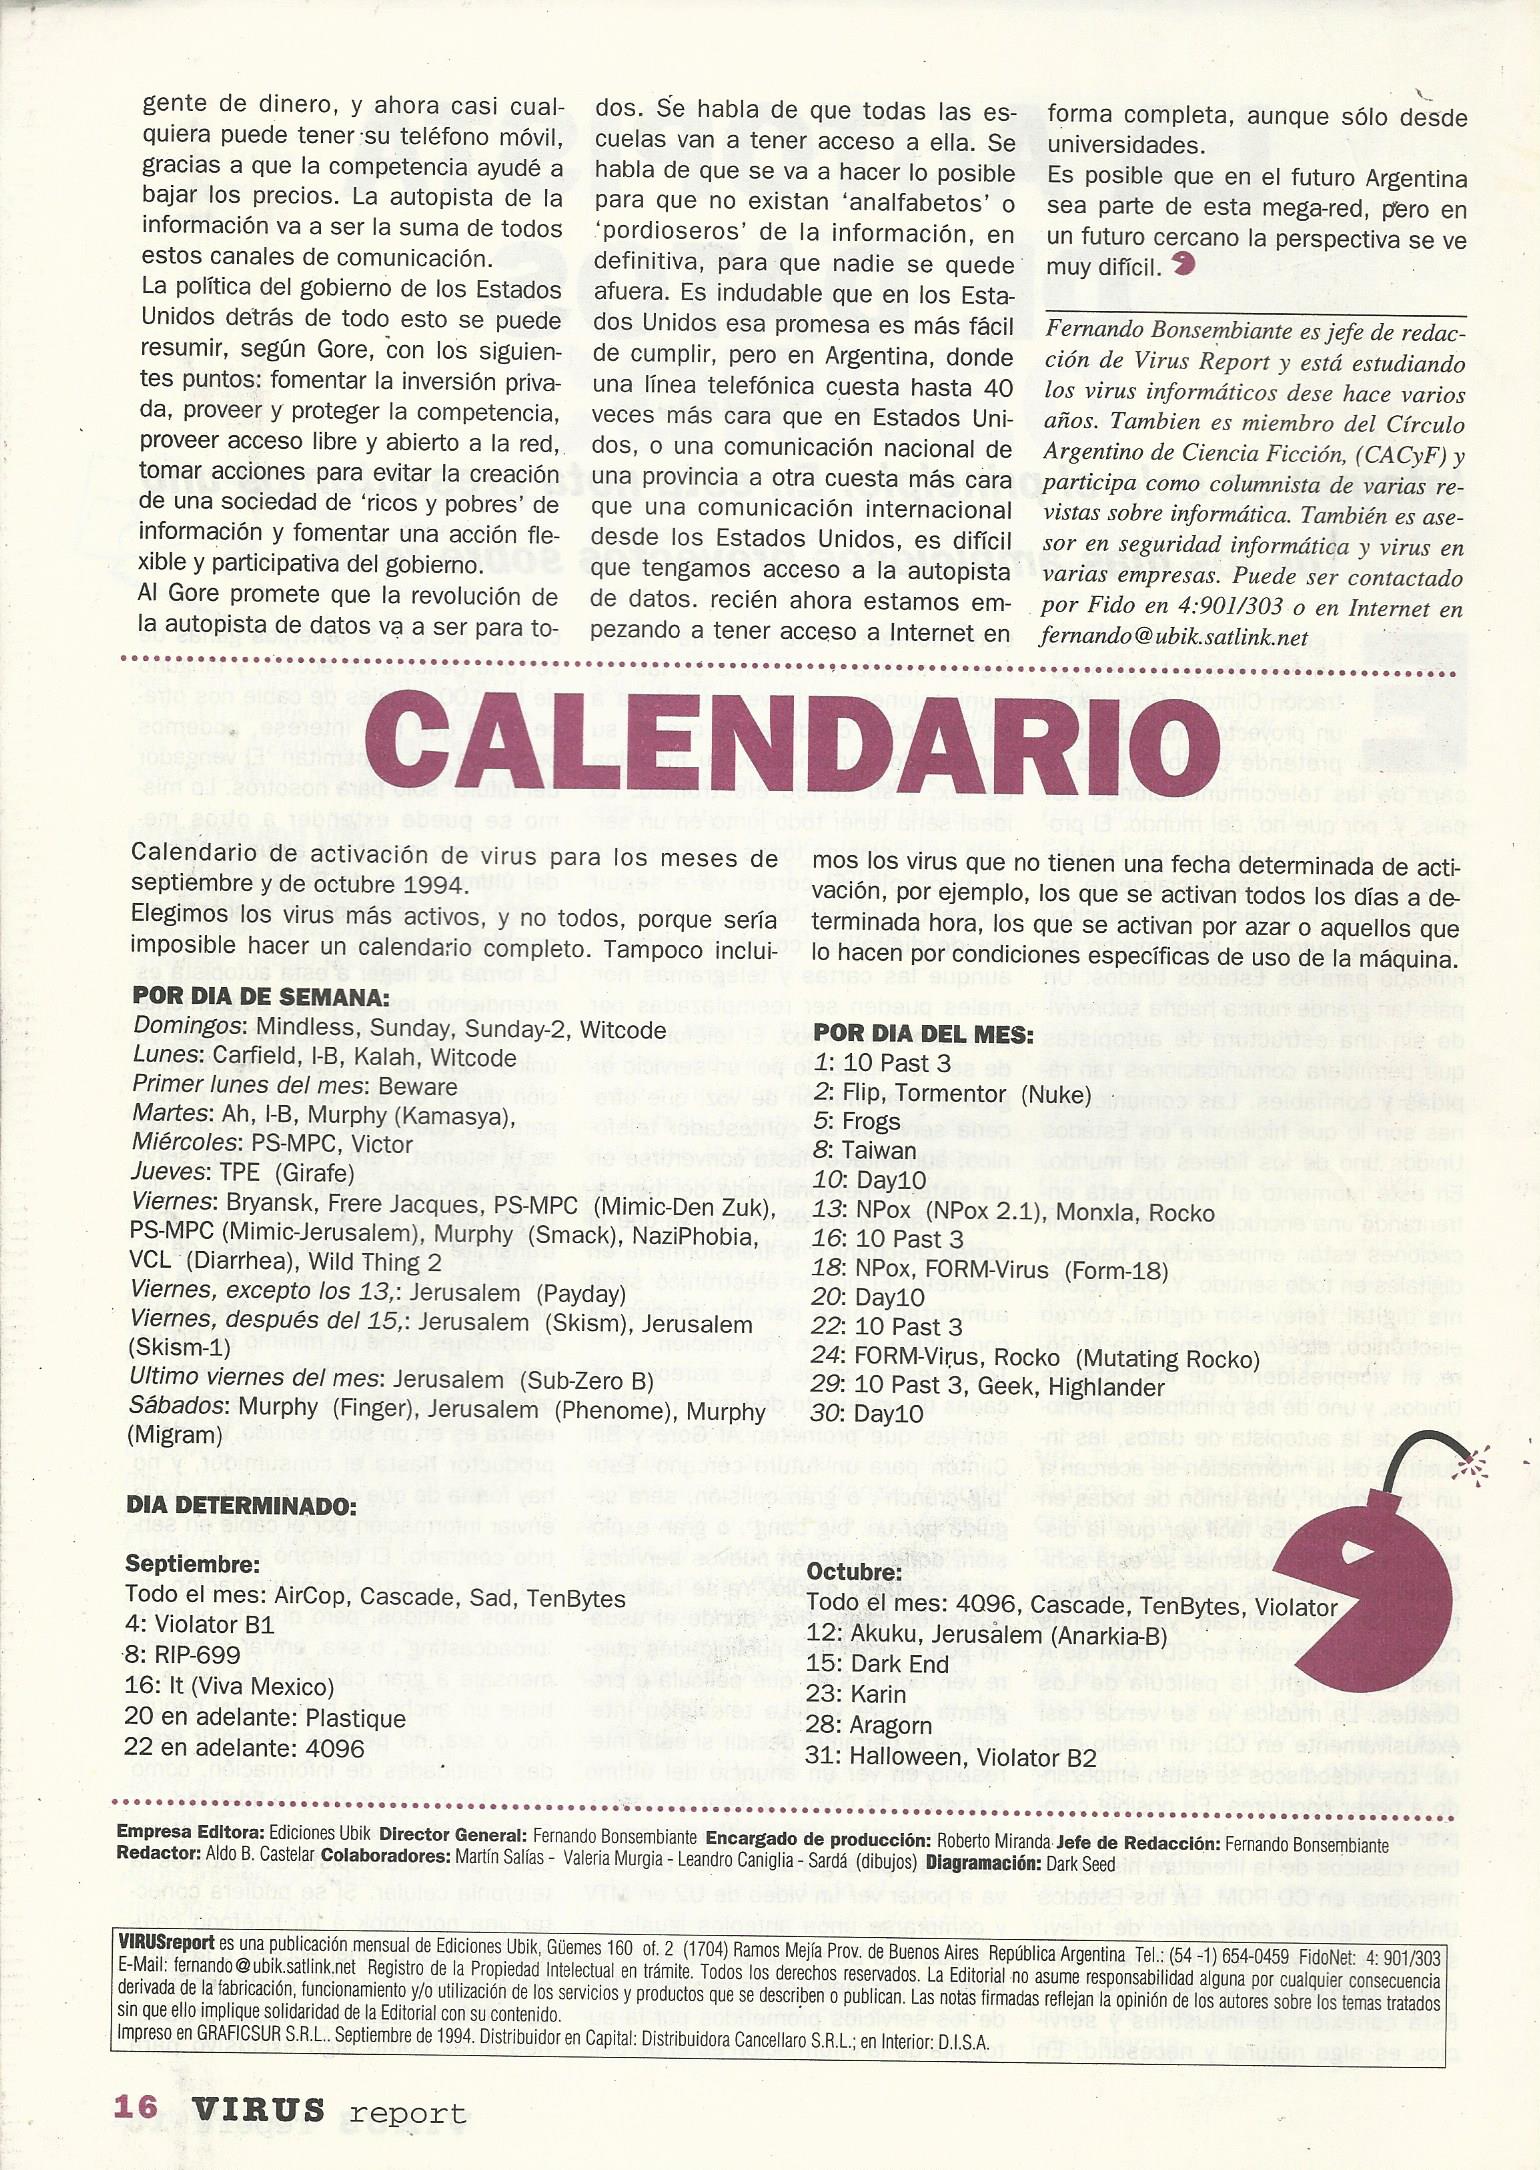 gente de dinero, y ahora casi cual-
quiera puede tener su teléfono móvil,
gracias a que la competencia ayudé a
bajar los precios. La autopista de la
información va a ser la suma de todos
estos canales de comunicación.
La política del gobierno de los Estados
Unidos detrás de todo esto se puede
resumir, según Gore, con los siguien-
tes puntos: fomentar la inversión priva-
da, proveer y proteger la competencia,
proveer acceso libre y abierto a la red,
tomar acciones para evitar la creación
de una sociedad de ‘ricos y pobres’ de
información y fomentar una acción fle-
xible y participativa del gobierno.
Al Gore promete que la revolución de
la autopista de datos va a ser para to-
dos. Se habla de que todas las es-
cuelas van a tener acceso a ella. Se
habla de que se va a hacer lo posible
para que no existan ‘analfabetos’ o
‘pordioseros’ de la información, en
definitiva, para que nadie se quede
afuera. Es indudable que en los Esta-
dos Unidos esa promesa es más fácil
de cumplir, pero en Argentina, donde
una línea telefónica cuesta hasta 40
veces más cara que en Estados Uni-
dos, o una comunicación nacional de
una provincia a otra cuesta más cara
que una comunicación internacional
desde los Estados Unidos, es difícil
que tengamos acceso a la autopista
de datos. recién ahora estamos em-
pezando a tener acceso a Internet en
forma completa, aunque sólo desde
universidades.
Es posible que en el futuro Argentina
sea parte de esta mega-red, pero en
un futuro cercano la perspectiva se ve
muy difícil.
Fernando Bonsembiante es jefe de redac-
ción de Virus Report y está estudiando
los virus informáticos dese hace varios
años. Tambien es miembro del Círculo
Argentino de Ciencia Ficción, (CACyF) y
participa como columnista de varias re-
vistas sobre informática. También es ase-
sor en seguridad informática y virus en
varias empresas. Puede ser contactado
por Fido en 4:901/303 o en Internet en
fernando@ubik.satlink.net
CALENDARIO
Calendario de activación de virus para los meses de
septiembre y de octubre 1994.
Elegimos los virus más activos, y no todos, porque sería
imposible hacer un calendario completo. Tampoco inclui-
mos los virus que no tienen una fecha determinada de acti-
vación, por ejemplo, los que se activan todos los días a de-
terminada hora, los que se activan por azar o aquellos que
lo hacen por condiciones específicas de uso de la máquina.
POR DIA DE SEMANA:
Domingos: Mindless, Sunday, Sunday-2, Witcode
Lunes: Carfield, I-B, Kalah, Witcode
Primer lunes del mes: Beware
Martes: Ah, I-B, Murphy (Kamasya),
Miércoles: PS-MPC, Victor
Jueves: TPE (Girafe)
Viernes: Bryansk, Frere Jacques, PS-MPC (Mimic-Den Zuk),
PS-MPC (Mimic-Jerusalem), Murphy (Smack), NaziPhobia,
VCL (Diarrhea), Wild Thing 2
Viernes, excepto los 13,: Jerusalem (Payday)
Viernes, después del 15,: Jerusalem (Skism), Jerusalem
(Skism-1)
Ultimo viernes del mes: Jerusalem (Sub-Zero B)
Sábados: Murphy (Finger), Jerusalem (Phenome), Murphy
(Migram)
POR DIA DEL MES:
1: 10 Past 3
2: Flip, Tormentor (Nuke)
5: Frogs
8: Taiwan
10: Day10
13: NPox (NPox 2.1), Monxla, Rocko
16: 10 Past 3
18: NPox, FORM-Virus (Form-18)
20: Day10
22: 10 Past 3
24: FORM-Virus, Rocko (Mutating Rocko)
29: 10 Past 3, Geek, Highlander
30: Day10
DIA DETERMINADO:
Septiembre:
Todo el mes: AirCop, Cascade, Sad, TenBytes
4: Violator B1
8: RIP-699
16: It (Viva Mexico)
20 en adelante: Plastique
22 en adelante: 4096
Octubre:
Todo el mes: 4096, Cascade, TenBytes, Violator
12: Akuku, Jerusalem (Anarkia-B)
15: Dark End
23: Karin
28: Aragorn
31: Halloween, Violator B2
Empresa Editora: Ediciones Ubik Director General: Fernando Bonsembiante Encargado de producción: Roberto Miranda Jefe de Redacción: Fernando Bonsembiante
Redactor: Aldo B. Castelar Colaboradores: Martín Salías - Valeria Murgia - Leandro Caniglia - Sardá (dibujos) Diagramación: Dark Seed
VIRUSreport es una publicación mensual de Ediciones Ubik, Güemes 160 of. 2 (1704) Ramos Mejía Prov. de Buenos Aires República Argentina Tel.: (54 -1) 654-0459 FidoNet: 4: 901/303
E-Mail: fernando@ubik.satlink.net Registro de la Propiedad Intelectual en trámite. Todos los derechos reservados. La Editorial no asume responsabilidad alguna por cualquier consecuencia
derivada de la fabricación, funcionamiento y/o utilización de los servicios y productos que se describen o publican. Las notas firmadas reflejan la opinión de los autores sobre los temas tratados
sin que ello implique solidaridad de la Editorial con su contenido.
Impreso en GRAFICSUR S.R.L.. Septiembre de 1994. Distribuidor en Capital: Distribuidora Cancellaro S.R.L.; en Interior: D.I.S.A.
16 VIRUS report